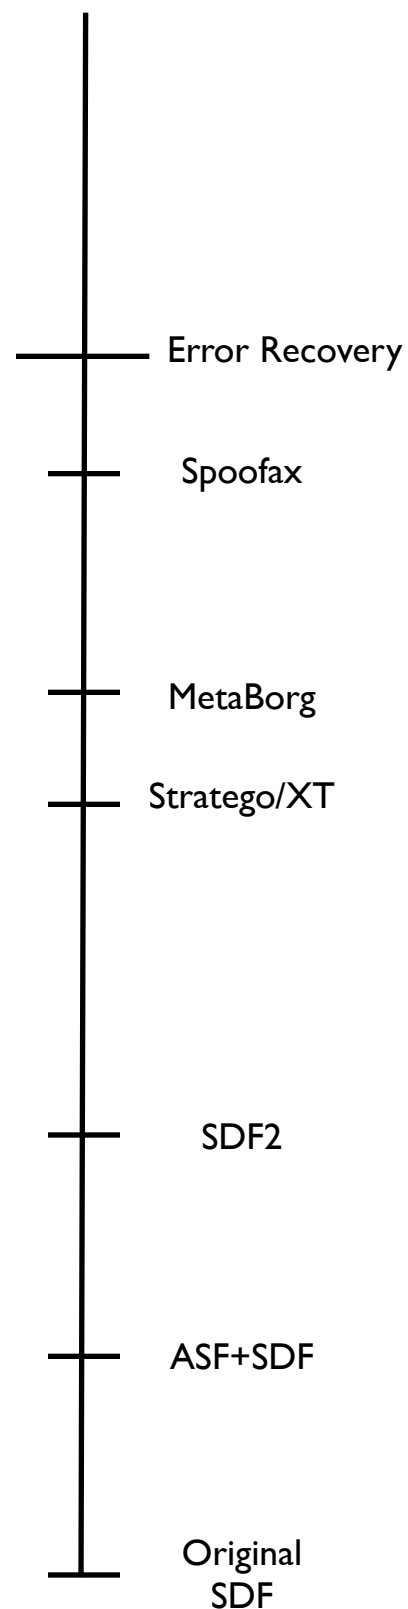 Error Recovery
Spoofax
MetaBorg
Stratego/XT
SDF2
ASF+SDF
Original
SDF